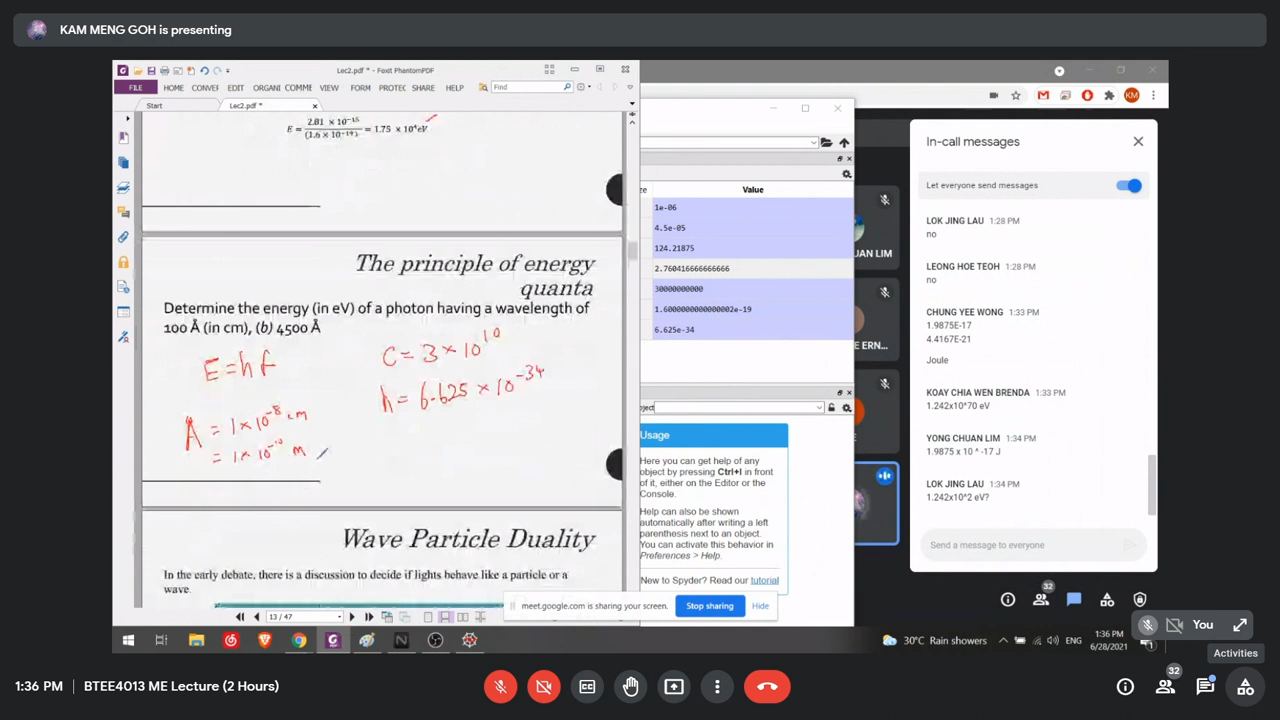 KAM MENG GOH is presenting
Lec2.pdf * - Foxit PhantomPDF
FILE HOME CONVER EDIT ORGANI COMME VIEW FORM PROTEC SHARE HELP Find
Start Lec2.pdf *
E = 2.81 × 10⁻¹⁵ / (1.6 × 10⁻¹⁹) = 1.75 × 10⁴eV
The principle of energy
quanta
Determine the energy (in eV) of a photon having a wavelength of
100 Å (in cm), (b) 4500 Å
E = hf
C = 3 × 10¹⁰
h = 6.625 × 10⁻³⁴
Å = 1 × 10⁻⁸ cm
= 1 × 10⁻¹⁰ m
Wave Particle Duality
In the early debate, there is a discussion to decide if lights behave like a particle or a
wave.
13 / 47
Value
1e-06
4.5e-05
124.21875
2.760416666666666
30000000000
1.6000000000000002e-19
6.625e-34
Usage
Here you can get help of any
object by pressing Ctrl+I in front
of it, either on the Editor or the
Console.
Help can also be shown
automatically after writing a left
parenthesis next to an object.
You can activate this behavior in
Preferences > Help.
New to Spyder? Read our tutorial
meet.google.com is sharing your screen. Stop sharing Hide
UAN LIM
E ERN...
KM
In-call messages
Let everyone send messages
LOK JING LAU 1:28 PM
no
LEONG HOE TEOH 1:28 PM
no
CHUNG YEE WONG 1:33 PM
1.9875E-17
4.4167E-21
Joule
KOAY CHIA WEN BRENDA 1:33 PM
1.242x10^70 eV
YONG CHUAN LIM 1:34 PM
1.9875 x 10 ^ -17 J
LOK JING LAU 1:34 PM
1.242x10^2 eV?
Send a message to everyone
32
You
30°C Rain showers
ENG
1:36 PM
6/28/2021
Activities
1:36 PM BTEE4013 ME Lecture (2 Hours)
32